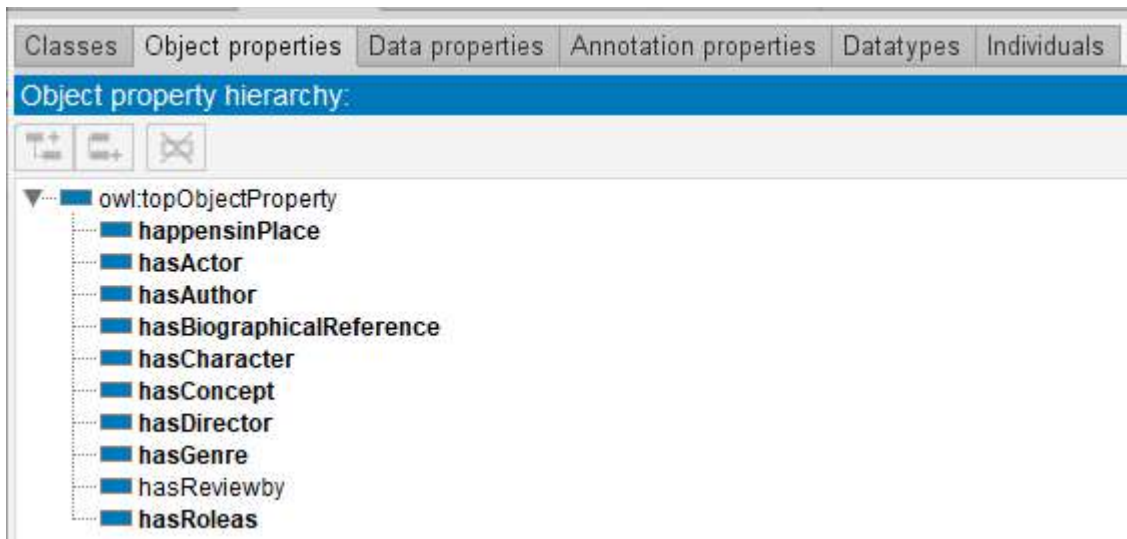 Classes Object properties Data properties Annotation properties Datatypes Individuals
Object property hierarchy:
owl:topObjectProperty
happensinPlace
hasActor
hasAuthor
hasBiographicalReference
hasCharacter
hasConcept
hasDirector
hasGenre
hasReviewby
hasRoleas